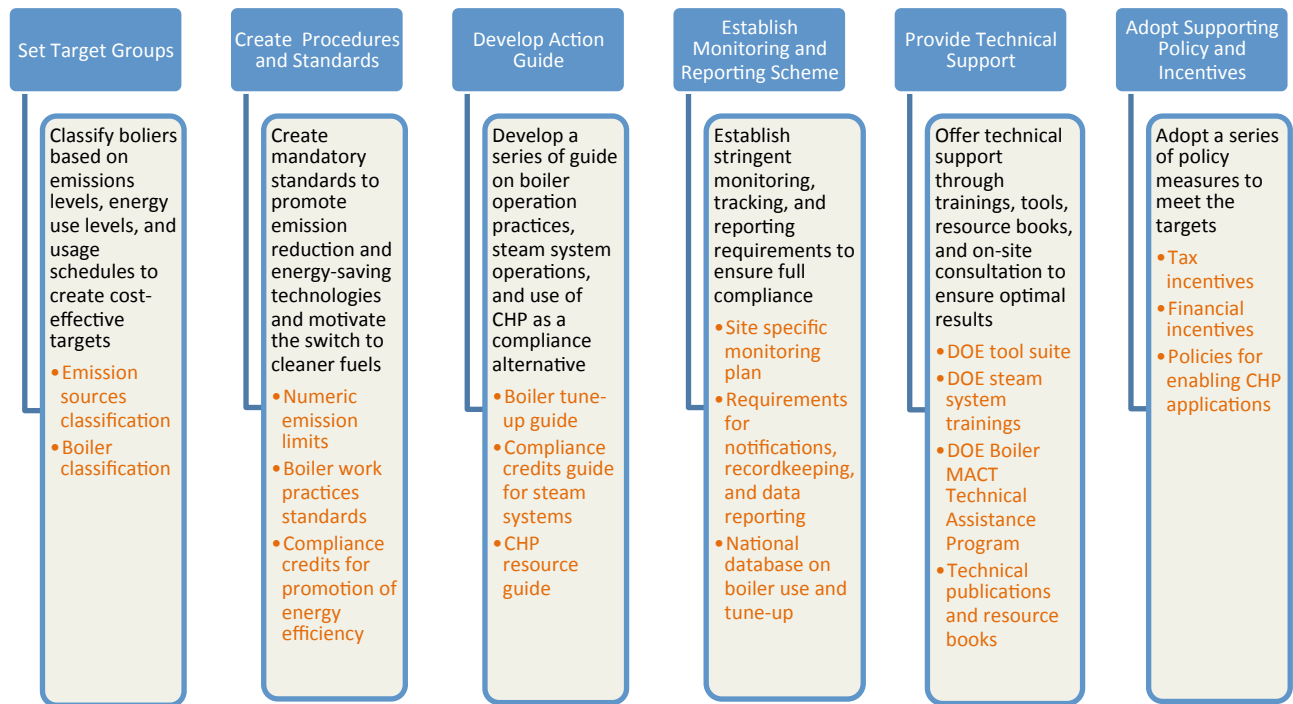 Set Target Groups
Classify boliers
based on
emissions
levels, energy
use levels, and
usage
schedules to
create cost-
effective
targets
•Emission
sources
classification
•Boiler
classification
Create Procedures
and Standards
Create
mandatory
standards to
promote
emission
reduction and
energy-saving
technologies
and motivate
the switch to
cleaner fuels
•Numeric
emission
limits
•Boiler work
practices
standards
•Compliance
credits for
promotion of
energy
efficiency
Develop Action
Guide
Develop a
series of guide
on boiler
operation
practices,
steam system
operations,
and use of
CHP as a
compliance
alternative
•Boiler tune-
up guide
•Compliance
credits guide
for steam
systems
•CHP
resource
guide
Establish
Monitoring and
Reporting Scheme
Establish
stringent
monitoring,
tracking, and
reporting
requirements to
ensure full
compliance
•Site specific
monitoring
plan
•Requirements
for
notifications,
recordkeeping,
and data
reporting
•National
database on
boiler use and
tune-up
Provide Technical
Support
Offer technical
support
through
trainings, tools,
resource books,
and on-site
consultation to
ensure optimal
results
•DOE tool suite
•DOE steam
system
trainings
•DOE Boiler
MACT
Technical
Assistance
Program
•Technical
publications
and resource
books
Adopt Supporting
Policy and
Incentives
Adopt a series
of policy
measures to
meet the
targets
•Tax
incentives
•Financial
incentives
•Policies for
enabling CHP
applications